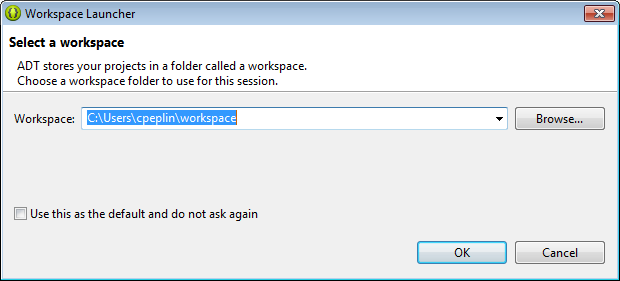 Workspace Launcher
Select a workspace
ADT stores your projects in a folder called a workspace.
Choose a workspace folder to use for this session.
Workspace: C:\Users\cpeplin\workspace Browse...
Use this as the default and do not ask again
OK Cancel